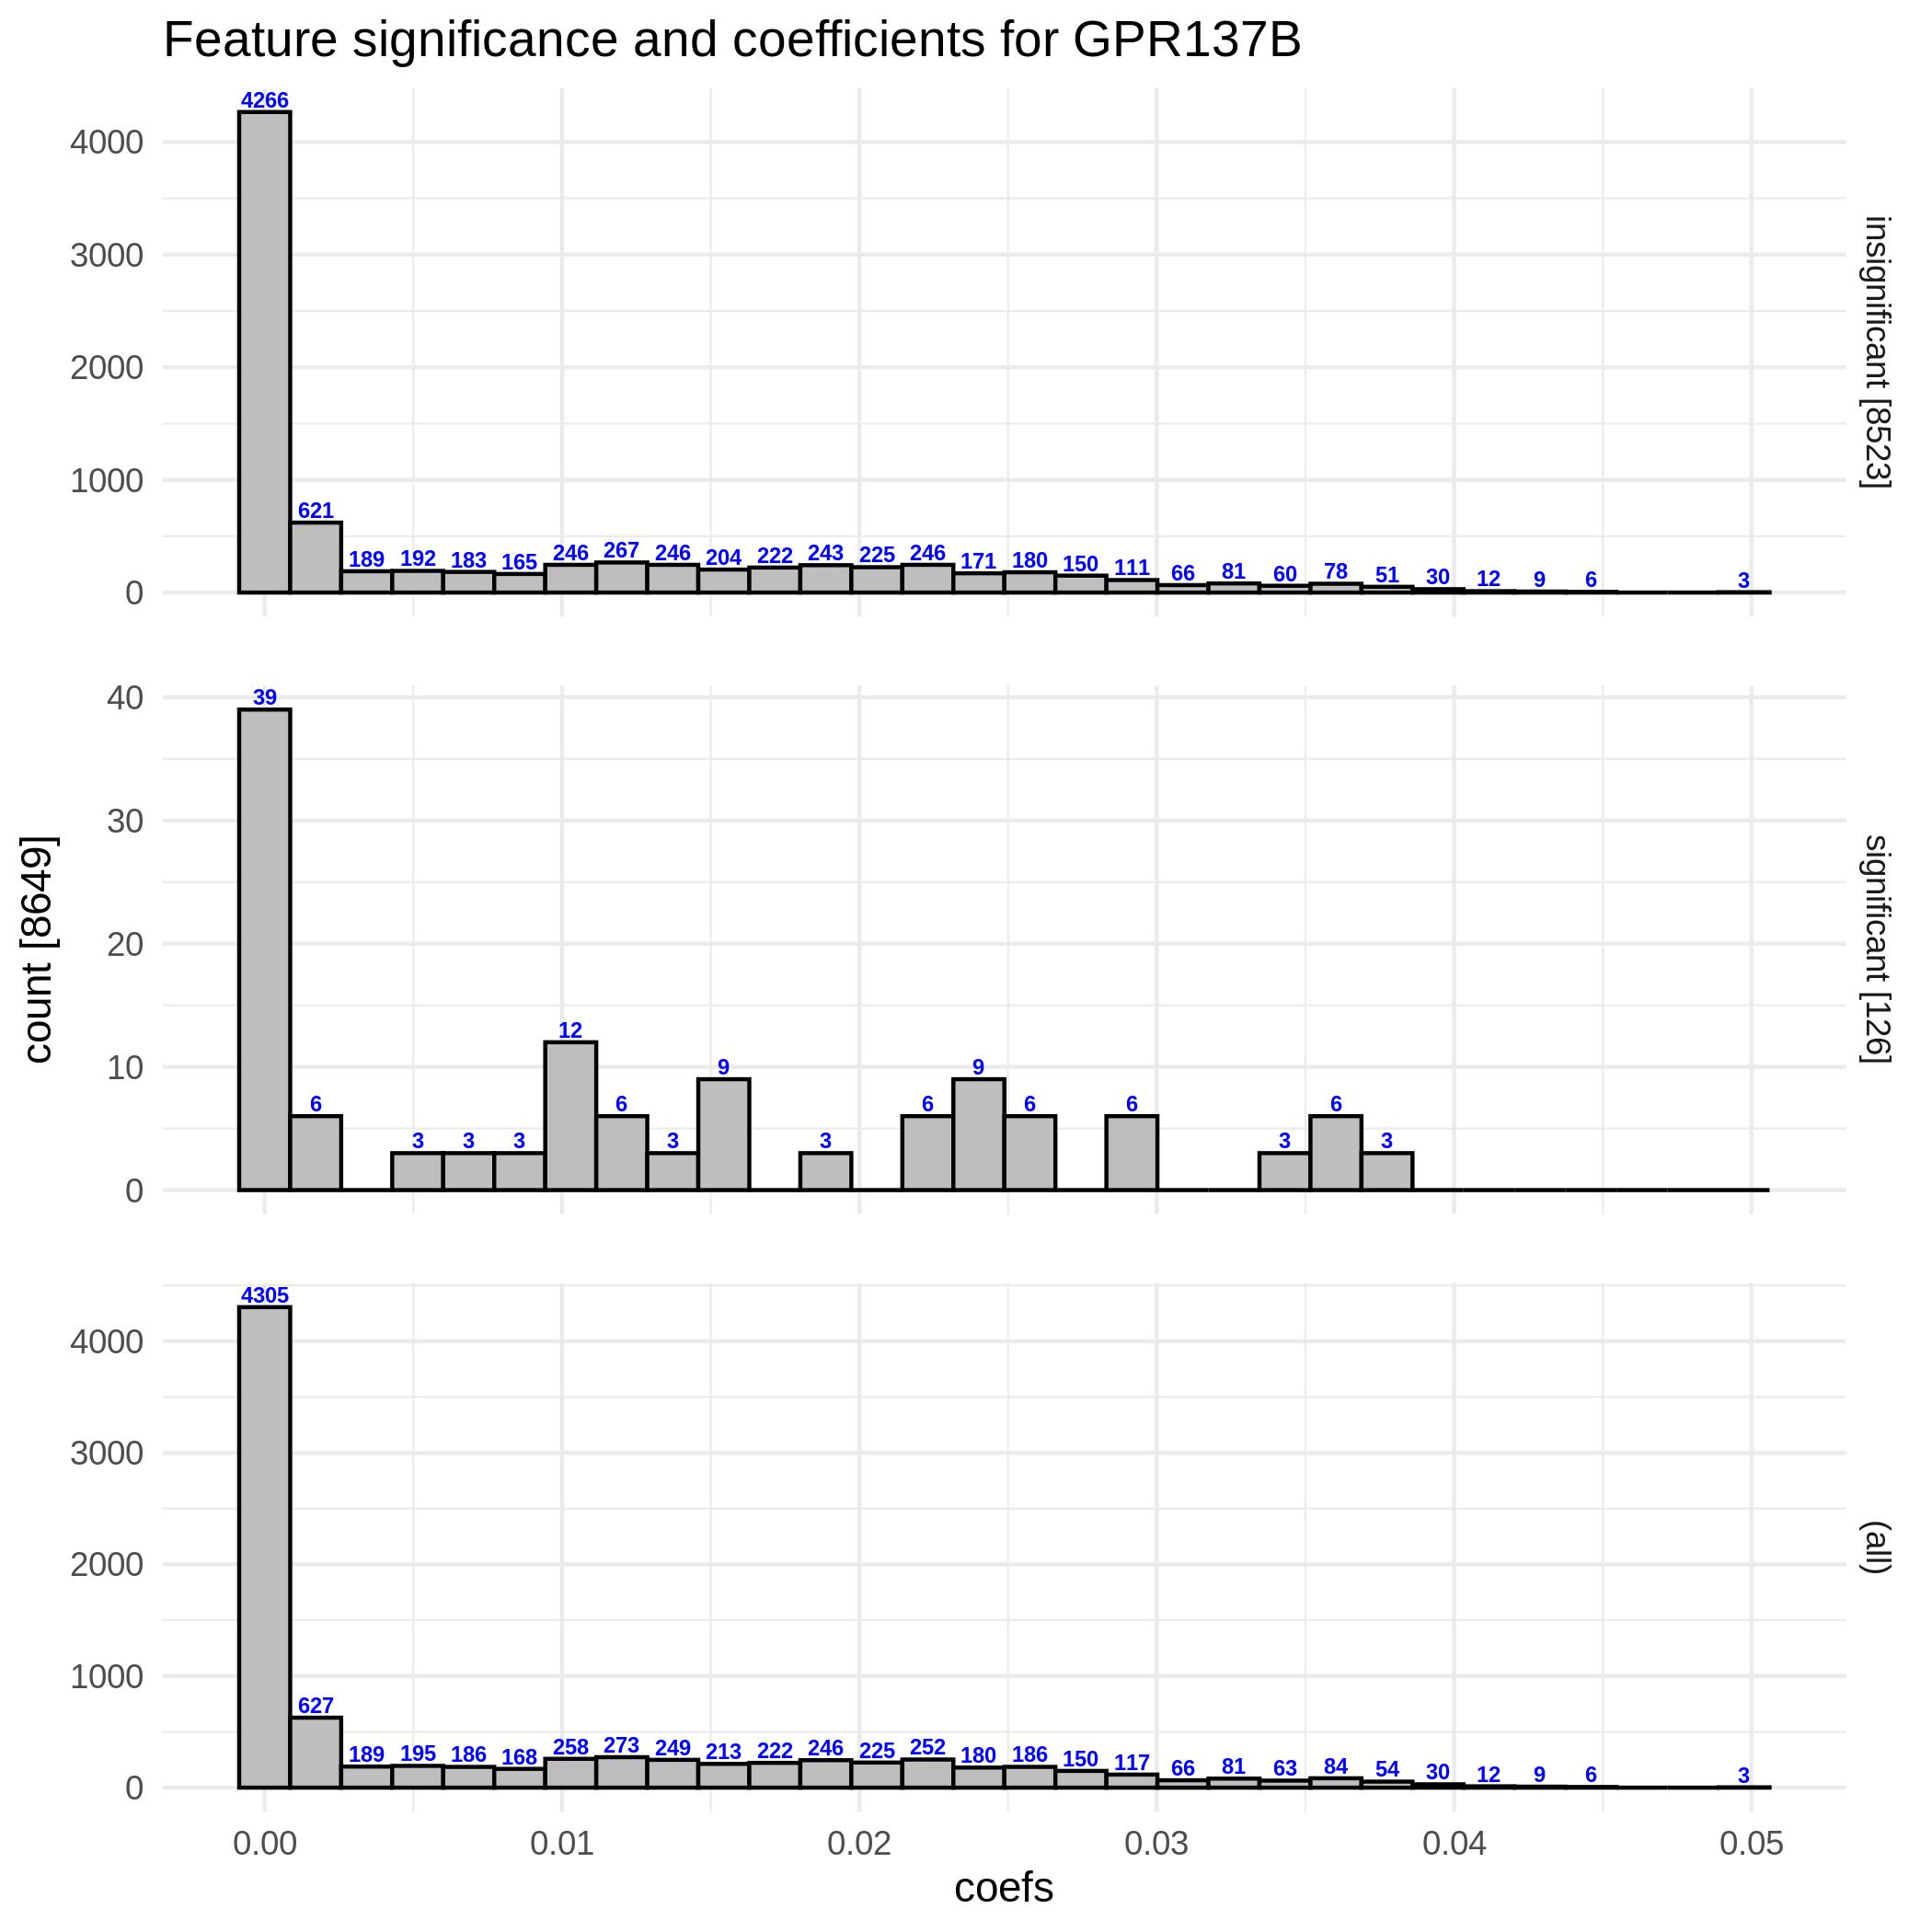 Feature significance and coefficients for GPR137B
4266
4000
3000
2000
1000
0
621
189 192 183 165 246 267 246 204 222 243 225 246 171 180 150 111 66 81 60 78 51 30 12 9 6 3
insignificant [8523]
count [8649]
40
30
20
10
0
39
6
3 3 3 12 6 3 9 3 6 9 6 6 3 6 3
significant [126]
4305
4000
3000
2000
1000
0
627
189 195 186 168 258 273 249 213 222 246 225 252 180 186 150 117 66 81 63 84 54 30 12 9 6 3
(all)
0.00 0.01 0.02 0.03 0.04 0.05
coefs